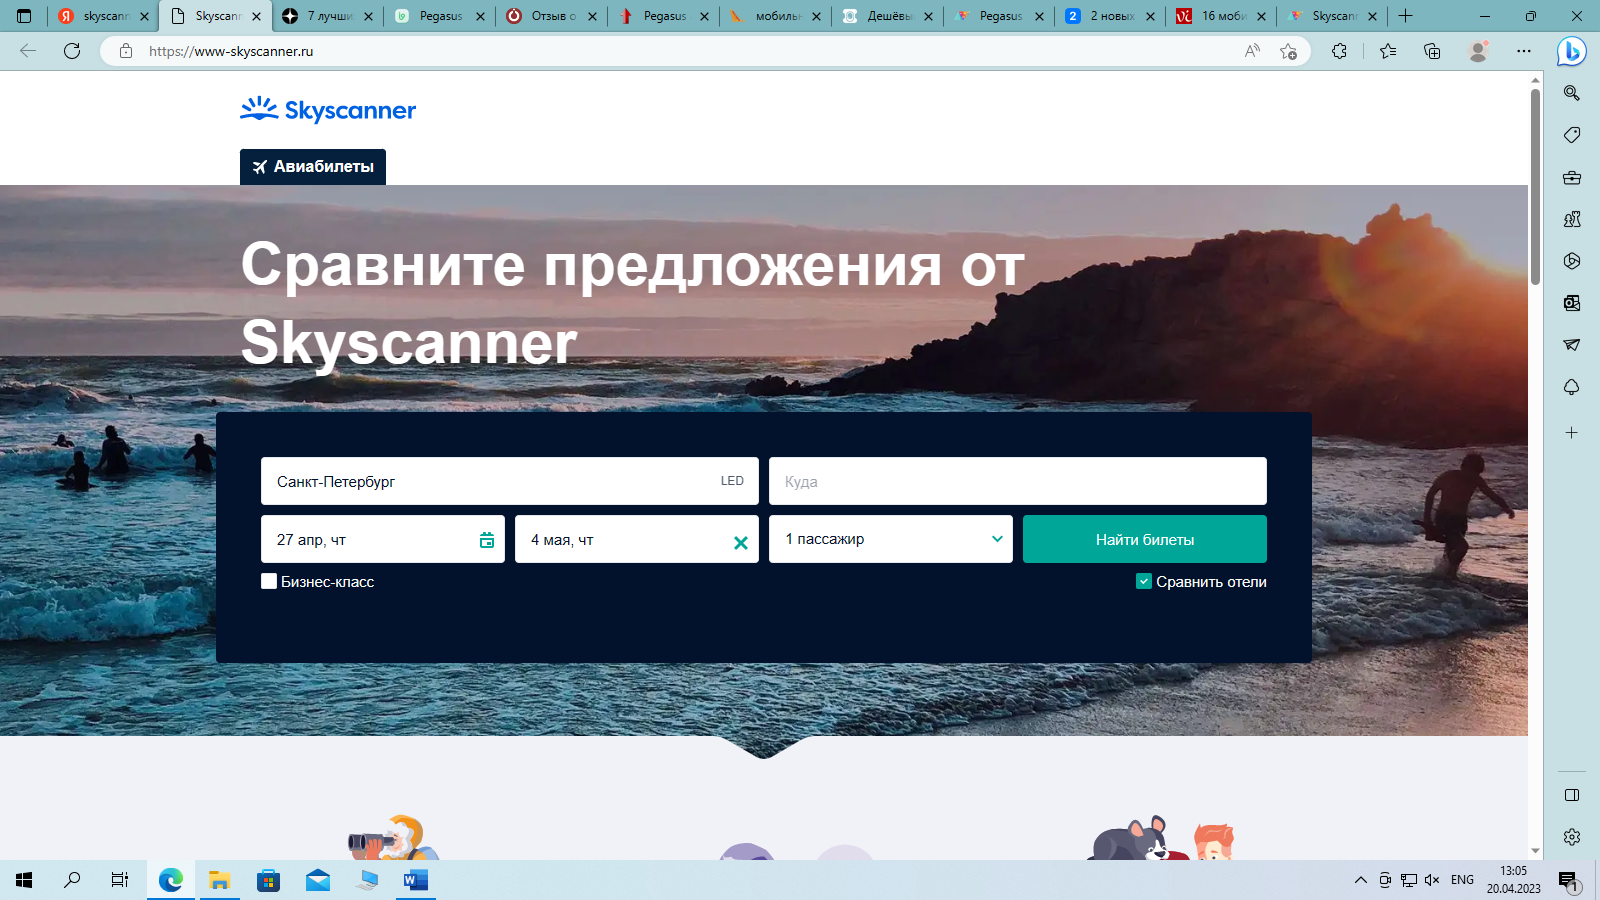 skyscann
Skyscann
7 лучши
Pegasus
Отзыв о
Pegasus
мобильн
Дешёвы
Pegasus
2 новых
16 моби
Skyscann
https://www-skyscanner.ru
Skyscanner
Авиабилеты
Сравните предложения от
Skyscanner
Санкт-Петербург LED
Куда
27 апр, чт
4 мая, чт
1 пассажир
Найти билеты
Бизнес-класс
Сравнить отели
ENG
13:05
20.04.2023
1